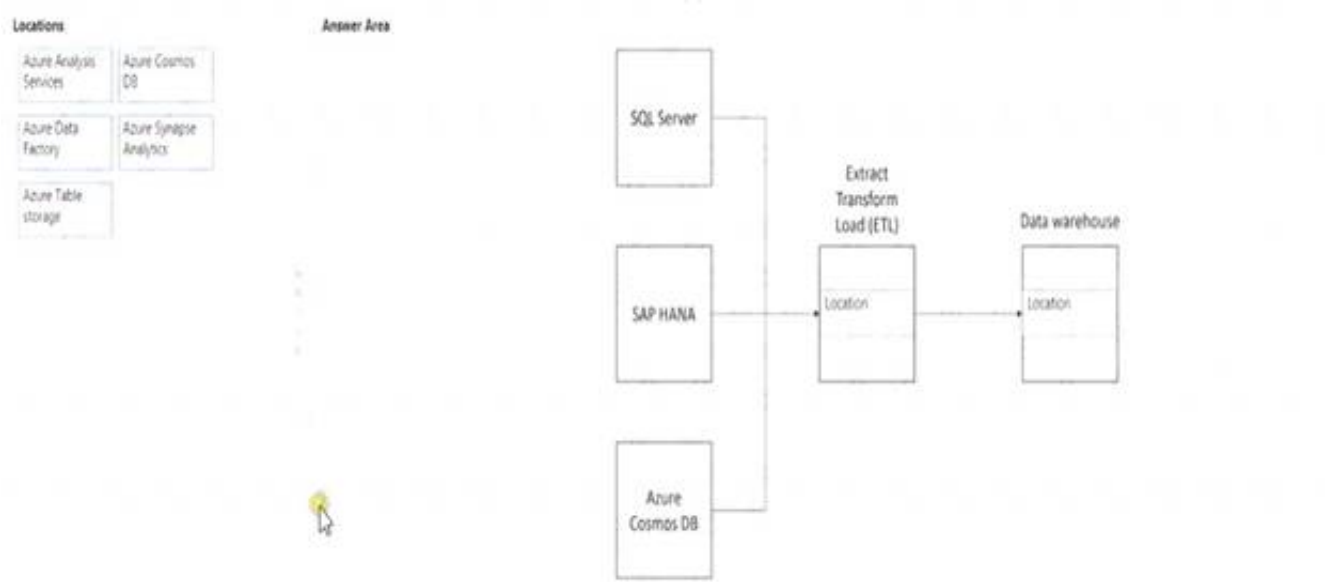 Locations
Answer Area
Azure Analysis
Services
Azure Cosmos
DB
Azure Data
Factory
Azure Synapse
Analytics
Azure Table
storage
SQL Server
SAP HANA
Azure
Cosmos DB
Extract
Transform
Load (ETL)
Location
Data warehouse
Location